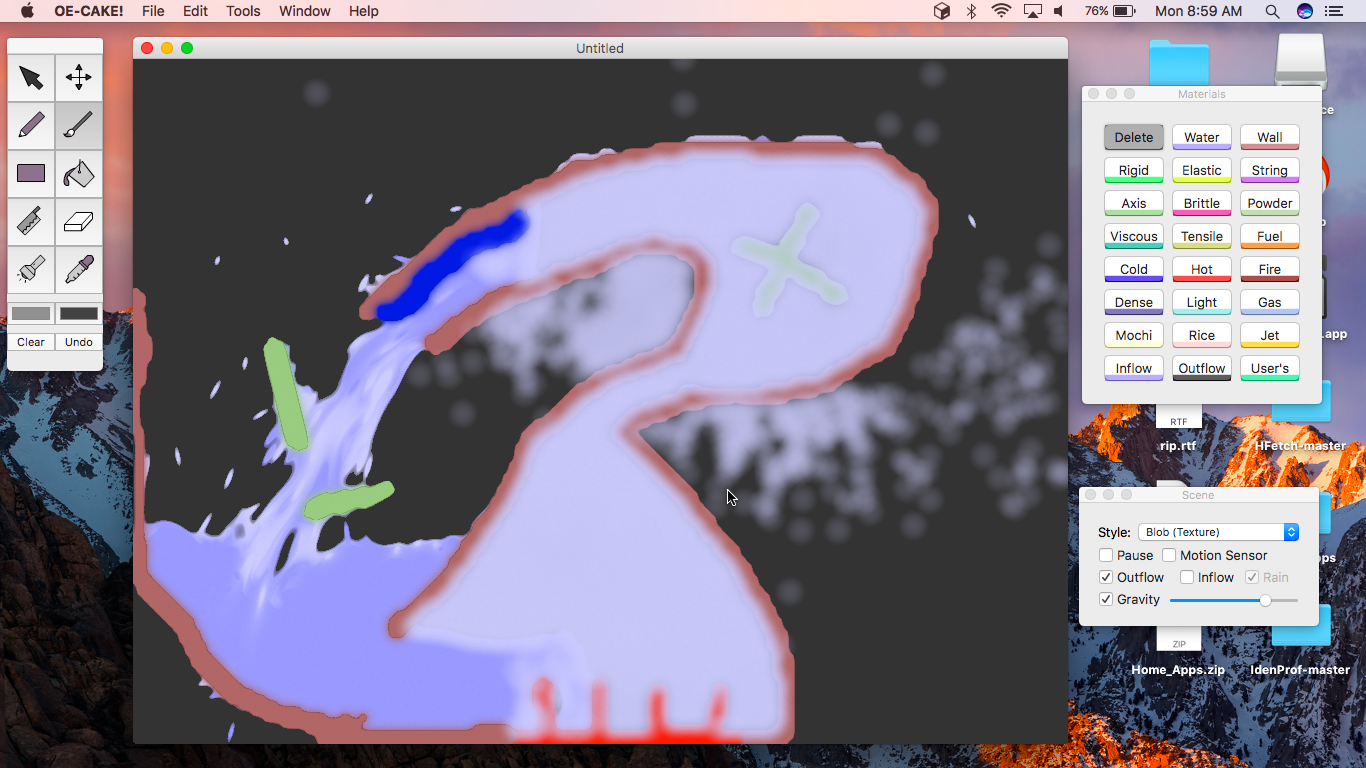 OE-CAKE! File Edit Tools Window Help 76% Mon 8:59 AM
Untitled
Clear Undo
Materials
Delete Water Wall
Rigid Elastic String
Axis Brittle Powder
Viscous Tensile Fuel
Cold Hot Fire
Dense Light Gas
Mochi Rice Jet
Inflow Outflow User's
.app
RTF
rip.rtf HFetch-master
Scene
Style: Blob (Texture)
Pause Motion Sensor
Outflow Inflow Rain
Gravity
ZIP
Home_Apps.zip IdenProf-master